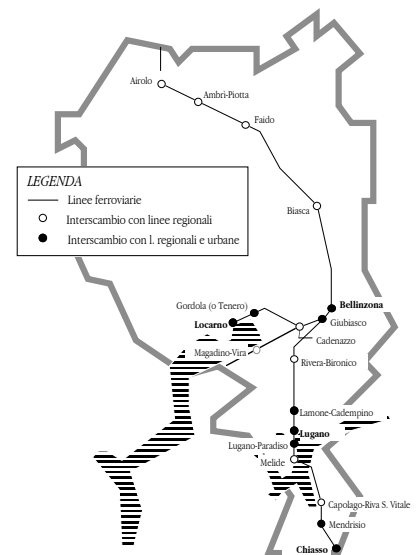 Airolo
Ambrì-Piotta
Faido
LEGENDA
Linee ferroviarie
Interscambio con linee regionali
Interscambio con l. regionali e urbane
Biasca
Gordola (o Tenero)
Bellinzona
Locarno
Giubiasco
Cadenazzo
Magadino-Vira
Rivera-Bironico
Lamone-Cadempino
Lugano
Lugano-Paradiso
Melide
Capolago-Riva S. Vitale
Mendrisio
Chiasso